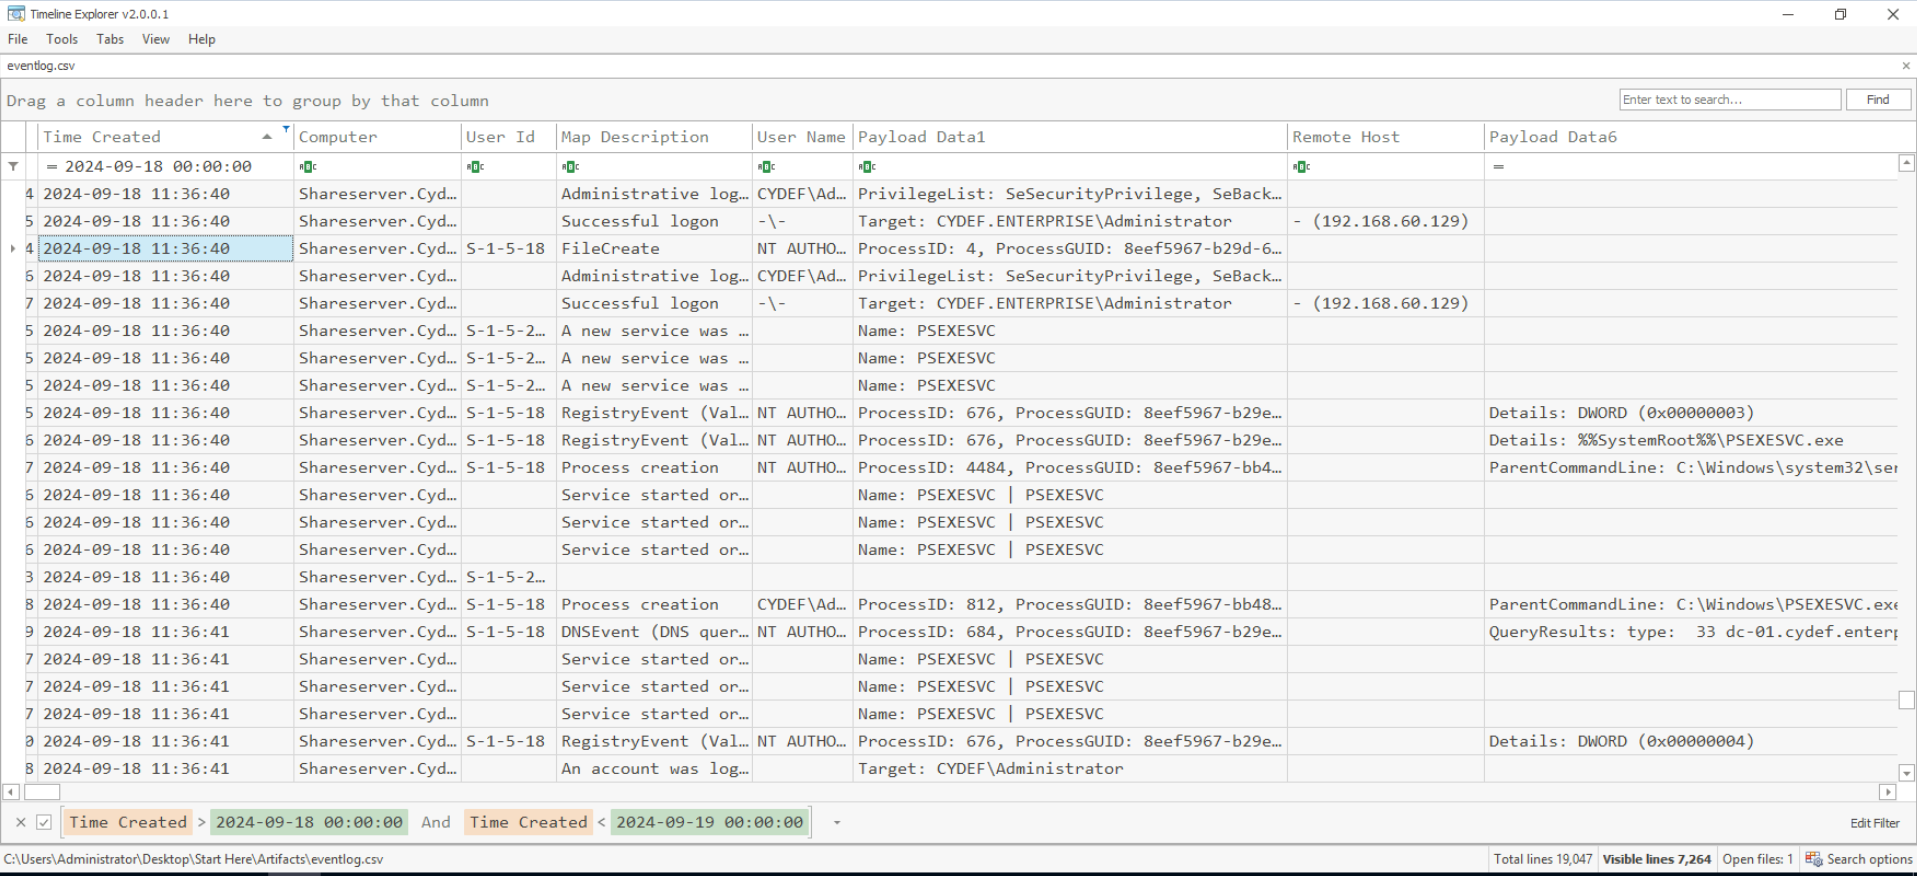 Timeline Explorer v2.0.0.1
File Tools Tabs View Help
eventlog.csv
Drag a column header here to group by that column
Enter text to search... Find
Time Created Computer User Id Map Description User Name Payload Data1 Remote Host Payload Data6
= 2024-09-18 00:00:00 =
4 2024-09-18 11:36:40 Shareserver.Cyd… Administrative log… CYDEF\Ad… PrivilegeList: SeSecurityPrivilege, SeBack…
5 2024-09-18 11:36:40 Shareserver.Cyd… Successful logon -\- Target: CYDEF.ENTERPRISE\Administrator - (192.168.60.129)
4 2024-09-18 11:36:40 Shareserver.Cyd… S-1-5-18 FileCreate NT AUTHO… ProcessID: 4, ProcessGUID: 8eef5967-b29d-6…
6 2024-09-18 11:36:40 Shareserver.Cyd… Administrative log… CYDEF\Ad… PrivilegeList: SeSecurityPrivilege, SeBack…
7 2024-09-18 11:36:40 Shareserver.Cyd… Successful logon -\- Target: CYDEF.ENTERPRISE\Administrator - (192.168.60.129)
5 2024-09-18 11:36:40 Shareserver.Cyd… S-1-5-2… A new service was … Name: PSEXESVC
5 2024-09-18 11:36:40 Shareserver.Cyd… S-1-5-2… A new service was … Name: PSEXESVC
5 2024-09-18 11:36:40 Shareserver.Cyd… S-1-5-2… A new service was … Name: PSEXESVC
5 2024-09-18 11:36:40 Shareserver.Cyd… S-1-5-18 RegistryEvent (Val… NT AUTHO… ProcessID: 676, ProcessGUID: 8eef5967-b29e… Details: DWORD (0x00000003)
6 2024-09-18 11:36:40 Shareserver.Cyd… S-1-5-18 RegistryEvent (Val… NT AUTHO… ProcessID: 676, ProcessGUID: 8eef5967-b29e… Details: %%SystemRoot%%\PSEXESVC.exe
7 2024-09-18 11:36:40 Shareserver.Cyd… S-1-5-18 Process creation NT AUTHO… ProcessID: 4484, ProcessGUID: 8eef5967-bb4… ParentCommandLine: C:\Windows\system32\ser
6 2024-09-18 11:36:40 Shareserver.Cyd… Service started or… Name: PSEXESVC | PSEXESVC
6 2024-09-18 11:36:40 Shareserver.Cyd… Service started or… Name: PSEXESVC | PSEXESVC
6 2024-09-18 11:36:40 Shareserver.Cyd… Service started or… Name: PSEXESVC | PSEXESVC
3 2024-09-18 11:36:40 Shareserver.Cyd… S-1-5-2…
8 2024-09-18 11:36:40 Shareserver.Cyd… S-1-5-18 Process creation CYDEF\Ad… ProcessID: 812, ProcessGUID: 8eef5967-bb48… ParentCommandLine: C:\Windows\PSEXESVC.exe
9 2024-09-18 11:36:41 Shareserver.Cyd… S-1-5-18 DNSEvent (DNS quer… NT AUTHO… ProcessID: 684, ProcessGUID: 8eef5967-b29e… QueryResults: type: 33 dc-01.cydef.enterp
7 2024-09-18 11:36:41 Shareserver.Cyd… Service started or… Name: PSEXESVC | PSEXESVC
7 2024-09-18 11:36:41 Shareserver.Cyd… Service started or… Name: PSEXESVC | PSEXESVC
7 2024-09-18 11:36:41 Shareserver.Cyd… Service started or… Name: PSEXESVC | PSEXESVC
0 2024-09-18 11:36:41 Shareserver.Cyd… S-1-5-18 RegistryEvent (Val… NT AUTHO… ProcessID: 676, ProcessGUID: 8eef5967-b29e… Details: DWORD (0x00000004)
8 2024-09-18 11:36:41 Shareserver.Cyd… An account was log… Target: CYDEF\Administrator
Time Created > 2024-09-18 00:00:00 And Time Created < 2024-09-19 00:00:00 Edit Filter
C:\Users\Administrator\Desktop\Start Here\Artifacts\eventlog.csv Total lines 19,047 Visible lines 7,264 Open files: 1 Search options